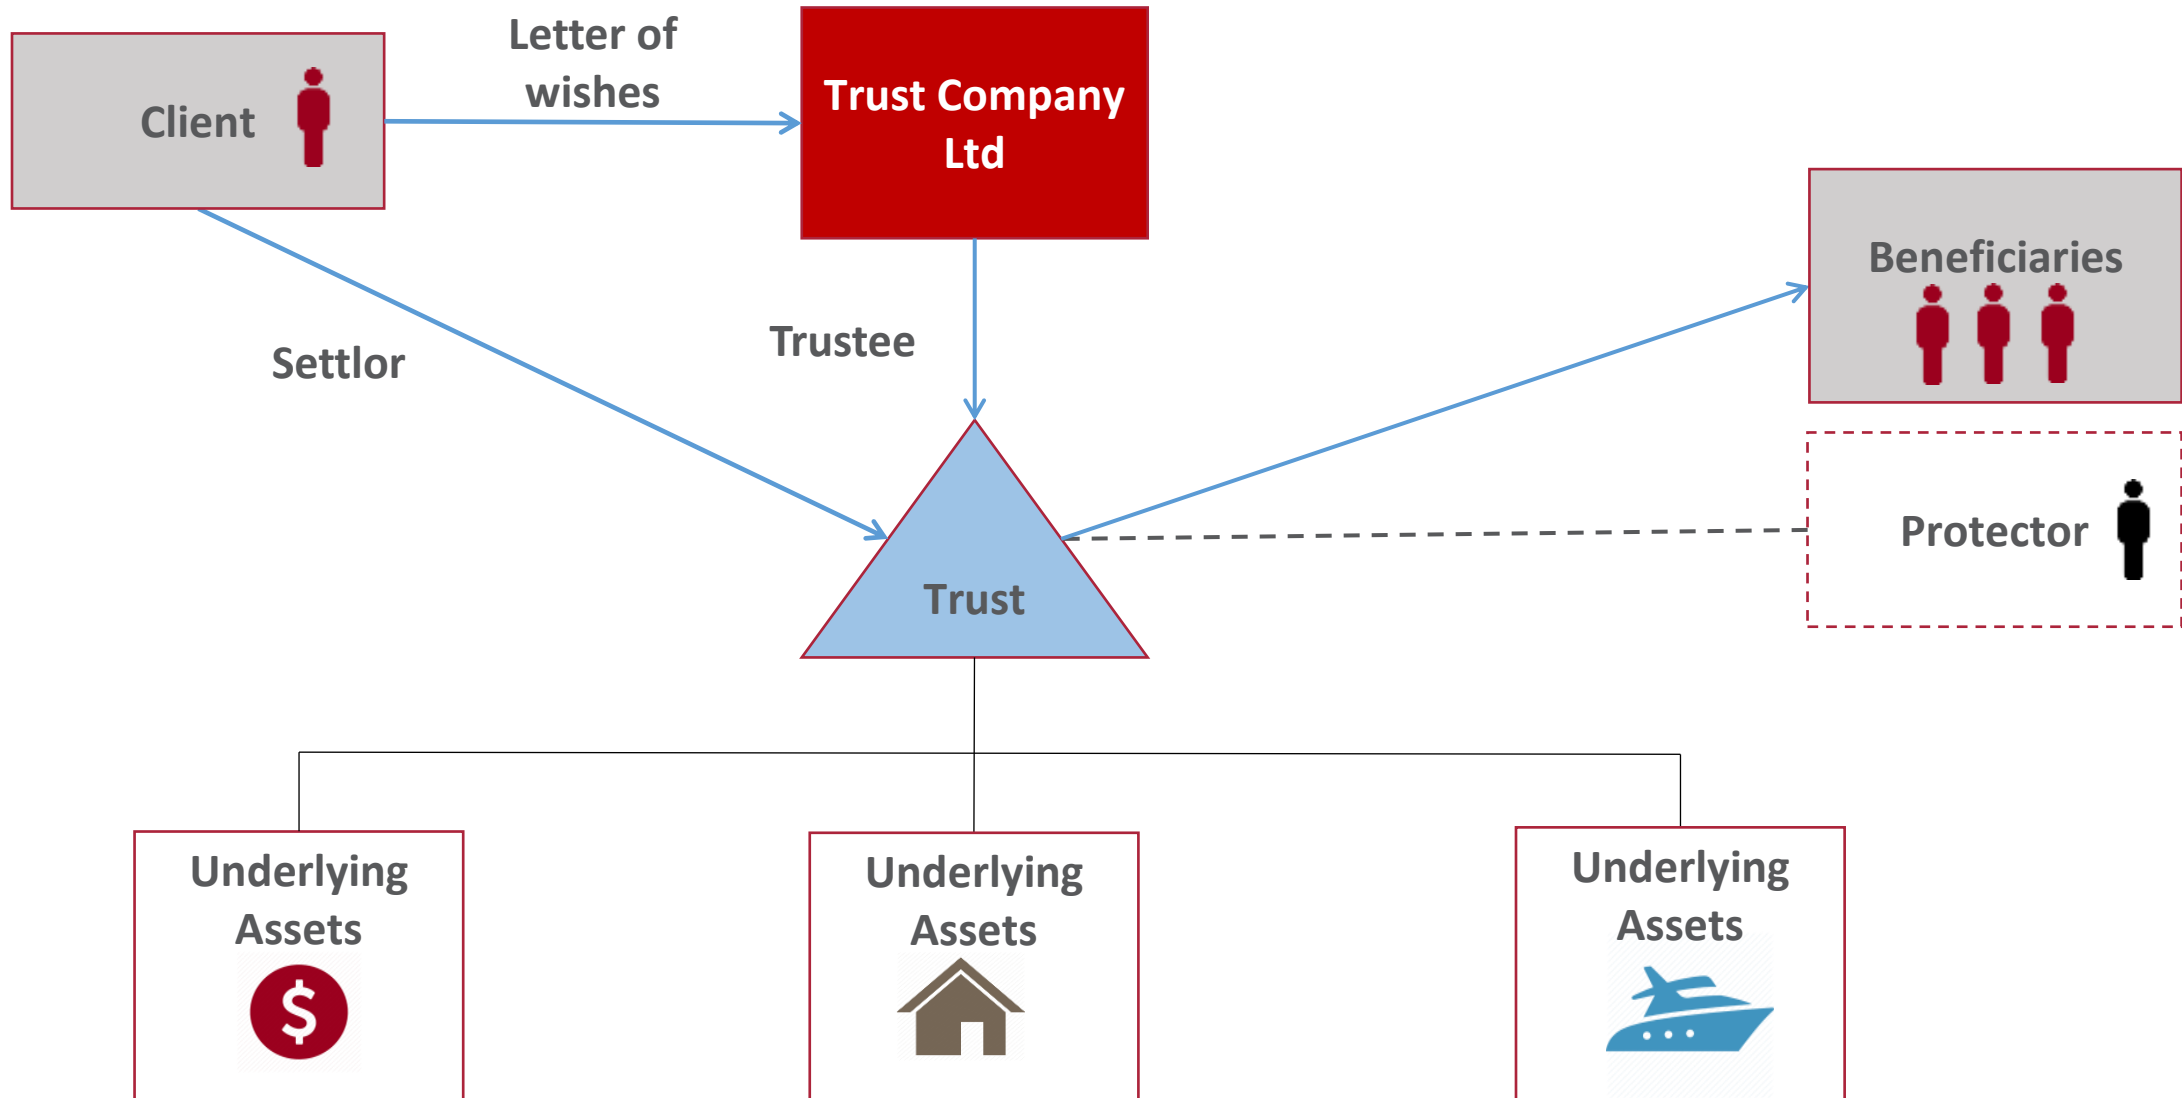 Letter of
wishes
Client
Trust Company
Ltd
Beneficiaries
Settlor
Trustee
Protector
Trust
Underlying
Assets
$
Underlying
Assets
Underlying
Assets